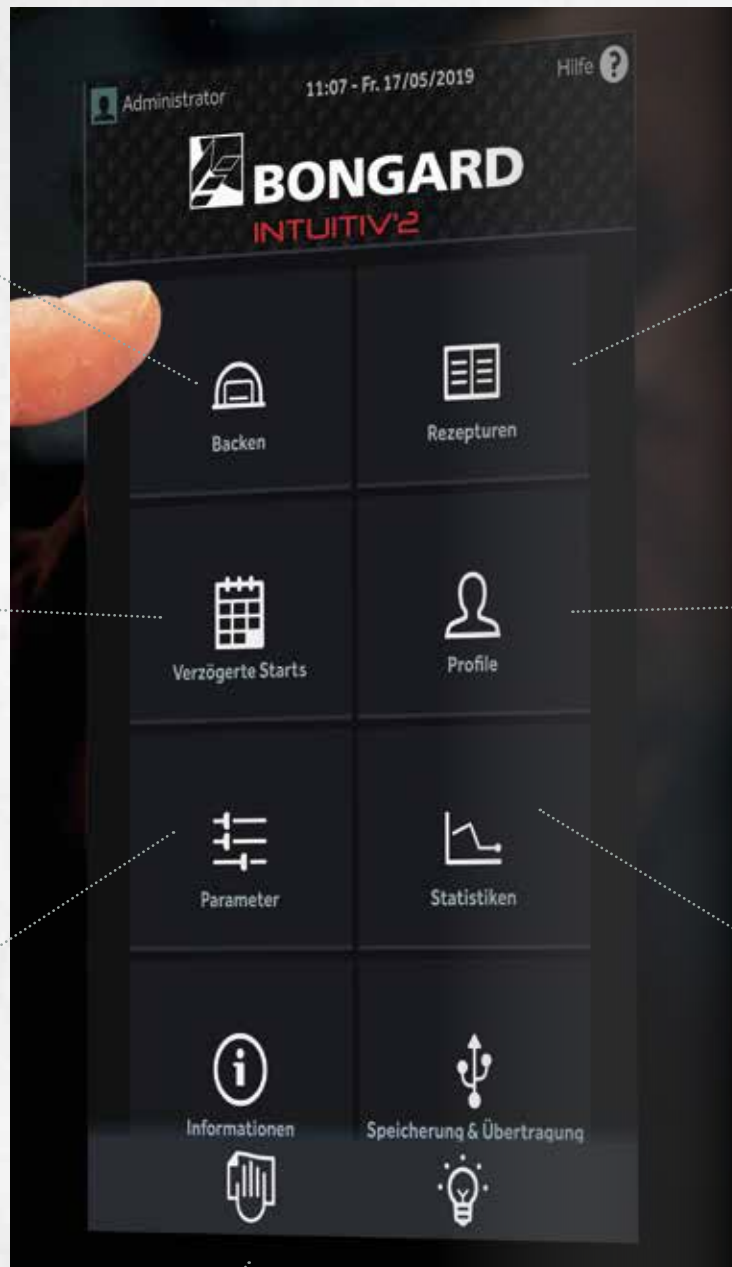 Administrator
11:07 - Fr. 17/05/2019
Hilfe ?
BONGARD
INTUITIV'2
Backen
Rezepturen
Verzögerte Starts
Profile
Parameter
Statistiken
Informationen
Speicherung & Übertragung